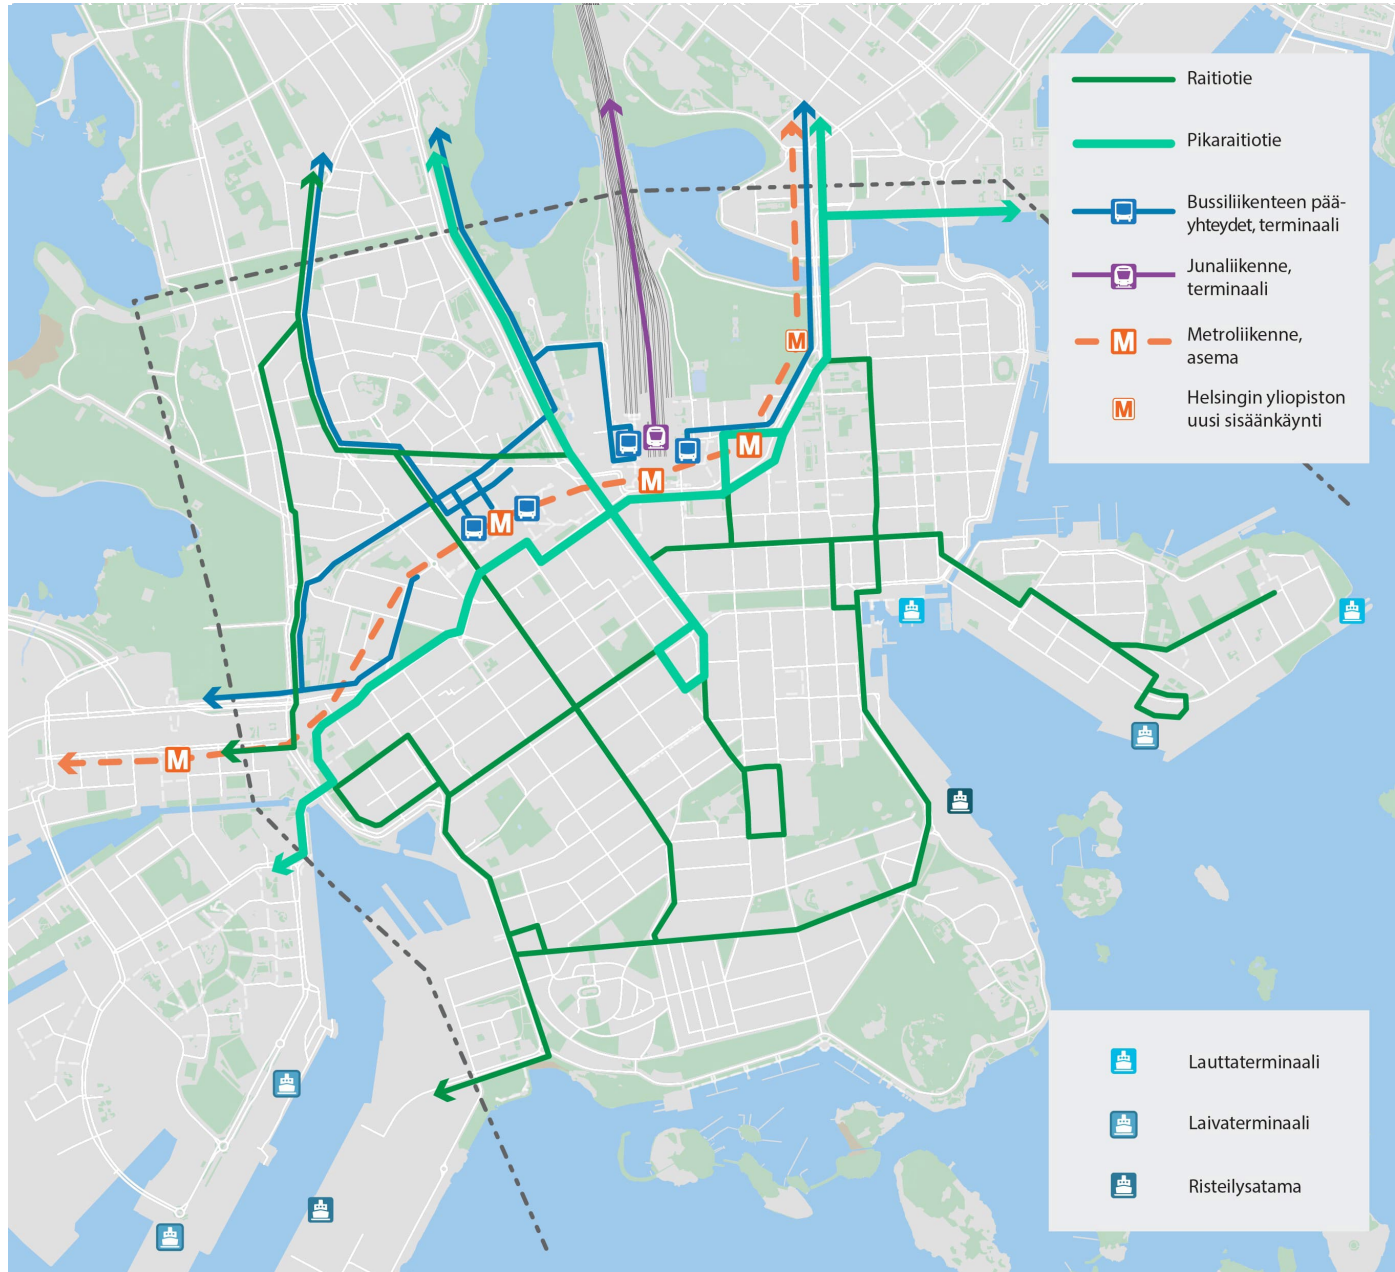 Raitiotie
Pikaraitiotie
Bussiliikenteen pää-
yhteydet, terminaali
Junaliikenne,
terminaali
M
Metroliikenne,
asema
M
Helsingin yliopiston
uusi sisäänkäynti
M
M
M
M
M
Lauttaterminaali
Laivaterminaali
Risteilysatama